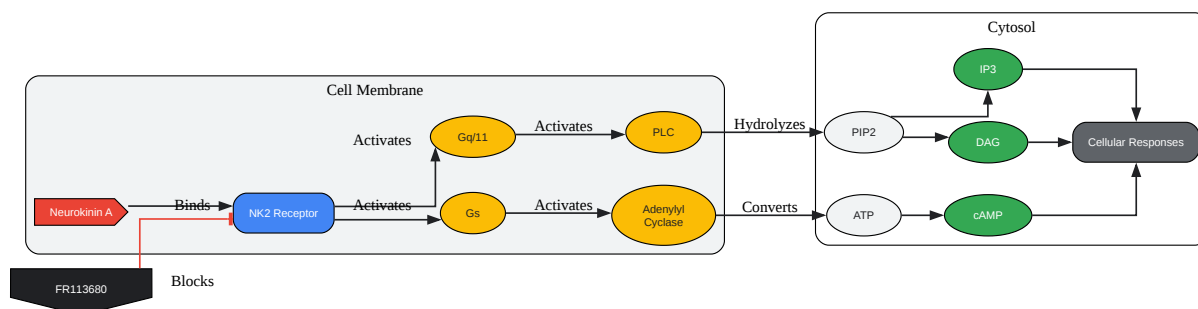 Cytosol
IP3
Cell Membrane
Activates
Gq/11
Activates
PLC
Hydrolyzes
PIP2
DAG
Cellular Responses
Neurokinin A
Binds
NK2 Receptor
Activates
Gs
Activates
Adenylyl
Cyclase
Converts
ATP
cAMP
FR113680
Blocks